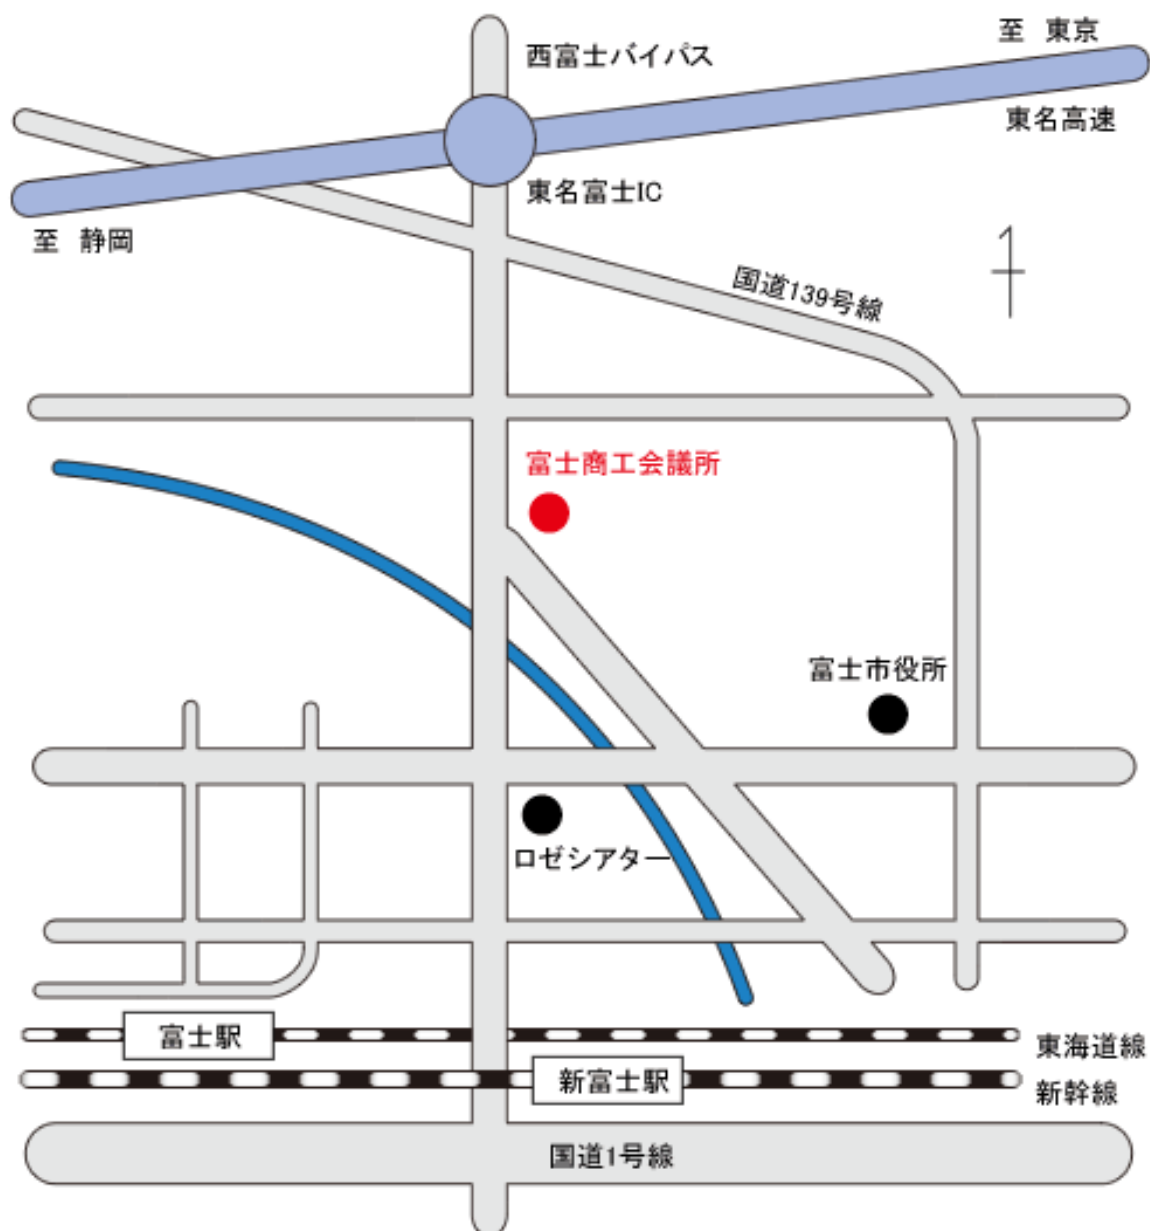 至 東京
西富士バイパス
東名高速
東名富士IC
至 静岡
国道139号線
富士商工会議所
富士市役所
ロゼシアター
富士駅
東海道線
新富士駅
新幹線
国道1号線